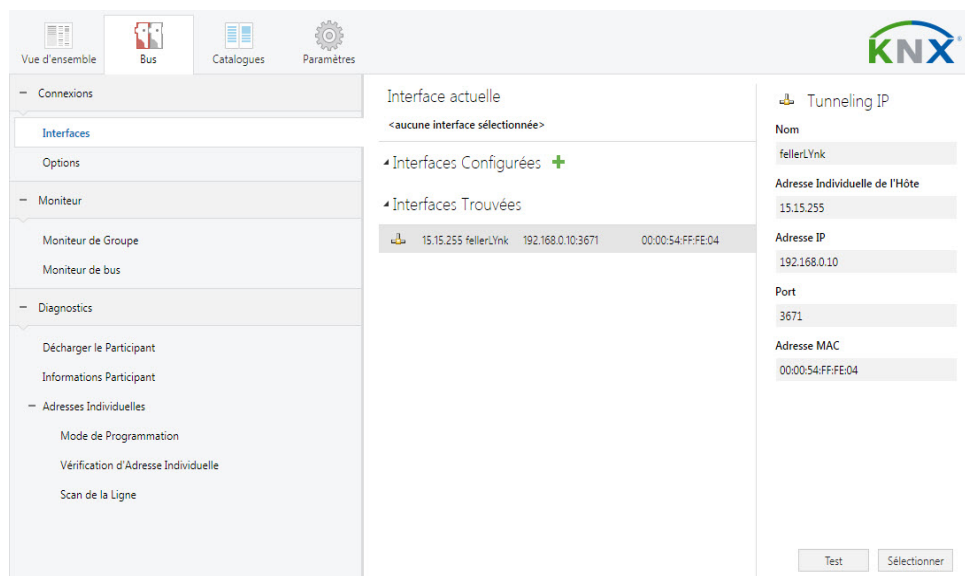 Vue d'ensemble
Bus
Catalogues
Paramètres
KNX®
− Connexions
Interfaces
Options
− Moniteur
Moniteur de Groupe
Moniteur de bus
− Diagnostics
Décharger le Participant
Informations Participant
− Adresses Individuelles
Mode de Programmation
Vérification d'Adresse Individuelle
Scan de la Ligne
Interface actuelle
<aucune interface sélectionnée>
Interfaces Configurées
Interfaces Trouvées
15.15.255 fellerLYnk 192.168.0.10:3671 00:00:54:FF:FE:04
Tunneling IP
Nom
fellerLYnk
Adresse Individuelle de l'Hôte
15.15.255
Adresse IP
192.168.0.10
Port
3671
Adresse MAC
00:00:54:FF:FE:04
Test
Sélectionner